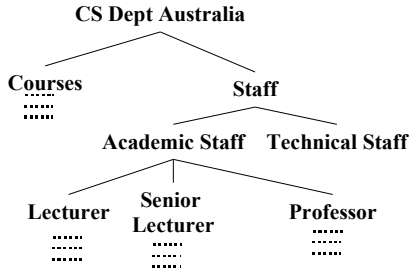 CS Dept Australia
Courses
Staff
Academic Staff
Technical Staff
Lecturer
Senior
Lecturer
Professor